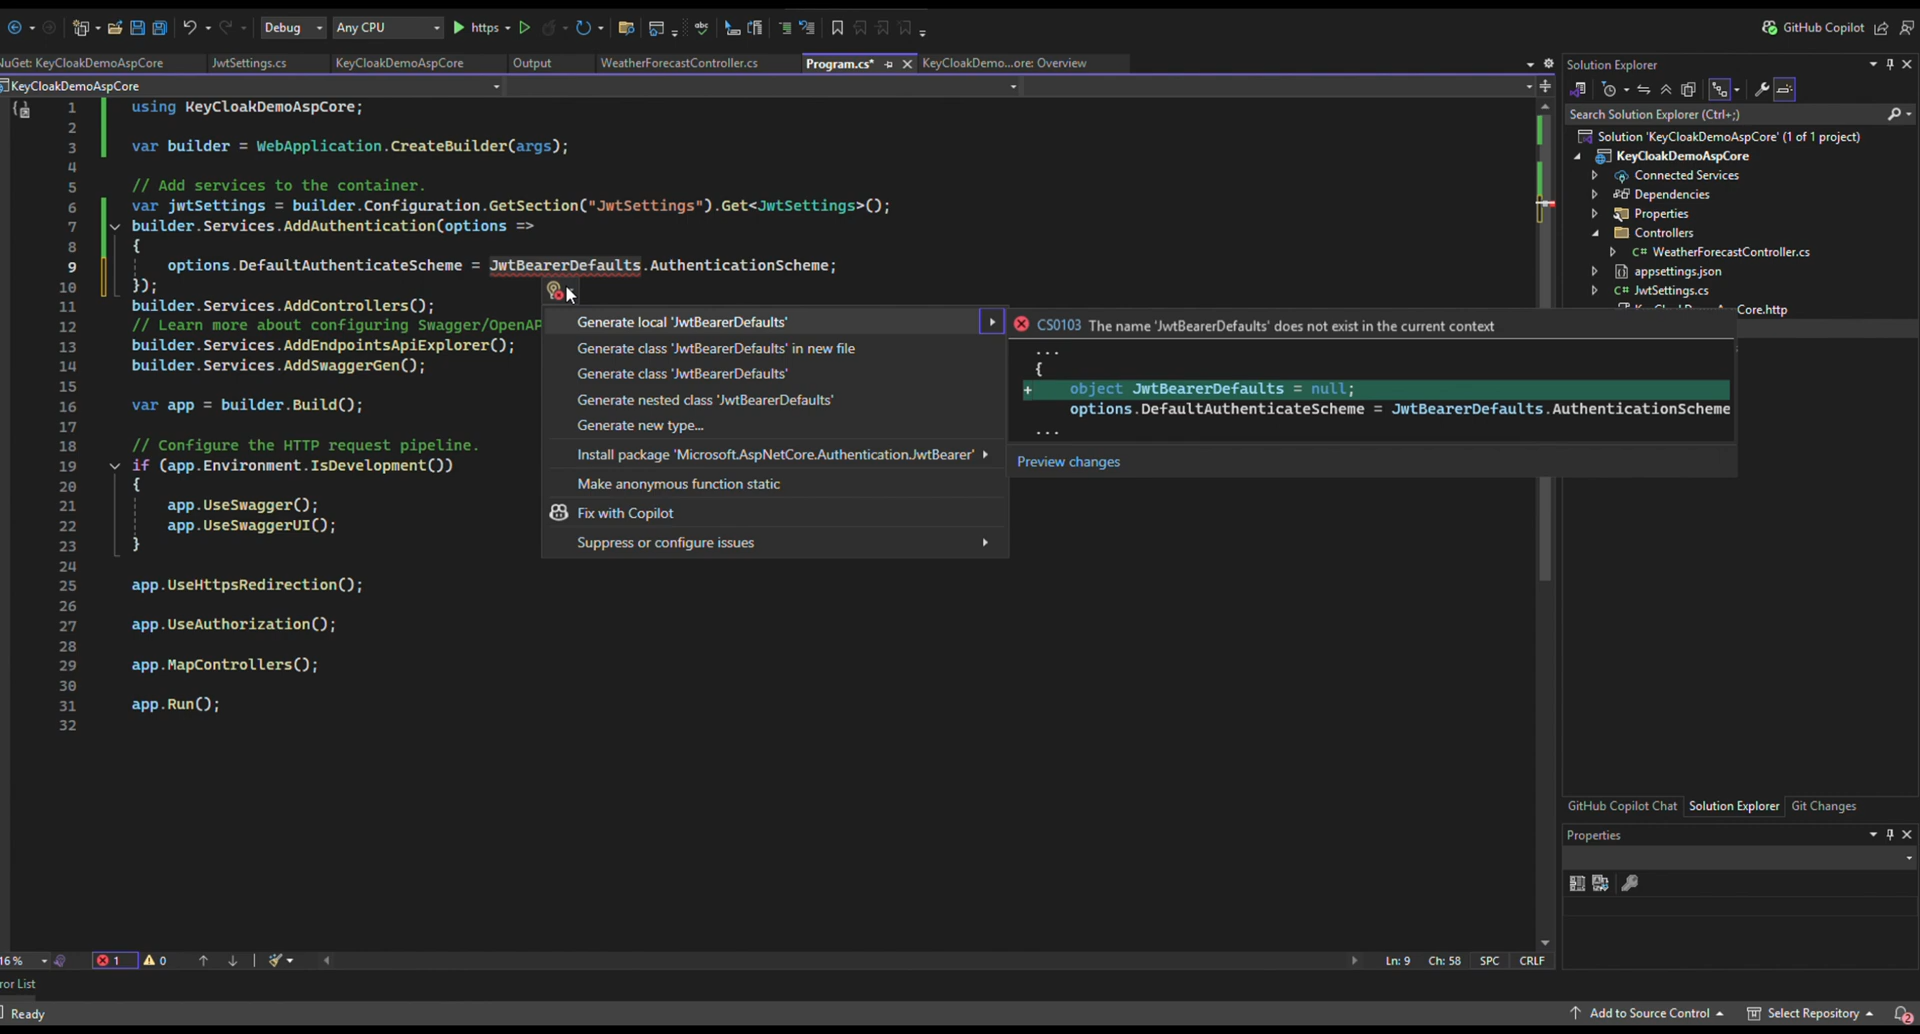 Debug
Any CPU
https
GitHub Copilot
NuGet: KeyCloakDemoAspCore
JwtSettings.cs
KeyCloakDemoAspCore
Output
WeatherForecastController.cs
Program.cs*
KeyCloakDemo...ore: Overview
KeyCloakDemoAspCore
1 using KeyCloakDemoAspCore;
2
3 var builder = WebApplication.CreateBuilder(args);
4
5 // Add services to the container.
6 var jwtSettings = builder.Configuration.GetSection("JwtSettings").Get<JwtSettings>();
7 builder.Services.AddAuthentication(options =>
8 {
9 options.DefaultAuthenticateScheme = JwtBearerDefaults.AuthenticationScheme;
10 });
11 builder.Services.AddControllers();
12 // Learn more about configuring Swagger/OpenAP
13 builder.Services.AddEndpointsApiExplorer();
14 builder.Services.AddSwaggerGen();
15
16 var app = builder.Build();
17
18 // Configure the HTTP request pipeline.
19 if (app.Environment.IsDevelopment())
20 {
21 app.UseSwagger();
22 app.UseSwaggerUI();
23 }
24
25 app.UseHttpsRedirection();
26
27 app.UseAuthorization();
28
29 app.MapControllers();
30
31 app.Run();
32
Generate local 'JwtBearerDefaults'
Generate class 'JwtBearerDefaults' in new file
Generate class 'JwtBearerDefaults'
Generate nested class 'JwtBearerDefaults'
Generate new type...
Install package 'Microsoft.AspNetCore.Authentication.JwtBearer'
Make anonymous function static
Fix with Copilot
Suppress or configure issues
CS0103 The name 'JwtBearerDefaults' does not exist in the current context
...
{
+ object JwtBearerDefaults = null;
options.DefaultAuthenticateScheme = JwtBearerDefaults.AuthenticationScheme
...
Preview changes
Solution Explorer
Search Solution Explorer (Ctrl+;)
Solution 'KeyCloakDemoAspCore' (1 of 1 project)
KeyCloakDemoAspCore
Connected Services
Dependencies
Properties
Controllers
C# WeatherForecastController.cs
appsettings.json
C# JwtSettings.cs
Core.http
GitHub Copilot Chat
Solution Explorer
Git Changes
Properties
16 %
1
0
Ln: 9
Ch: 58
SPC
CRLF
ror List
Ready
Add to Source Control
Select Repository
2